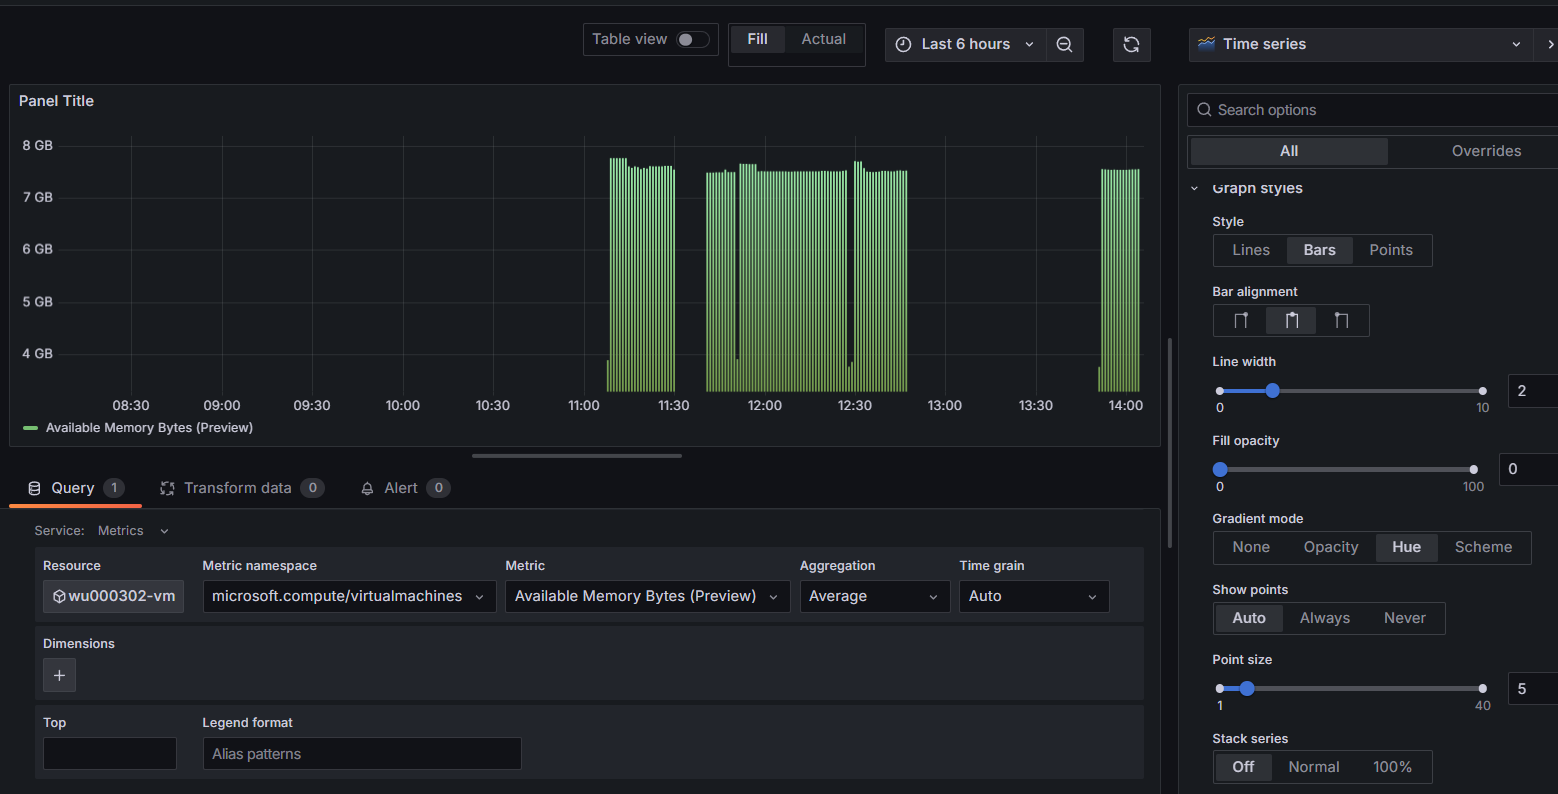 Table view Fill Actual Last 6 hours Time series
Panel Title
8 GB
7 GB
6 GB
5 GB
4 GB
08:30 09:00 09:30 10:00 10:30 11:00 11:30 12:00 12:30 13:00 13:30 14:00
Available Memory Bytes (Preview)
Query 1 Transform data 0 Alert 0
Service: Metrics
Resource Metric namespace Metric Aggregation Time grain
wu000302-vm microsoft.compute/virtualmachines Available Memory Bytes (Preview) Average Auto
Dimensions
+
Top Legend format
Alias patterns
Search options
All Overrides
Graph styles
Style
Lines Bars Points
Bar alignment
Line width
2
0 10
Fill opacity
0
0 100
Gradient mode
None Opacity Hue Scheme
Show points
Auto Always Never
Point size
5
1 40
Stack series
Off Normal 100%